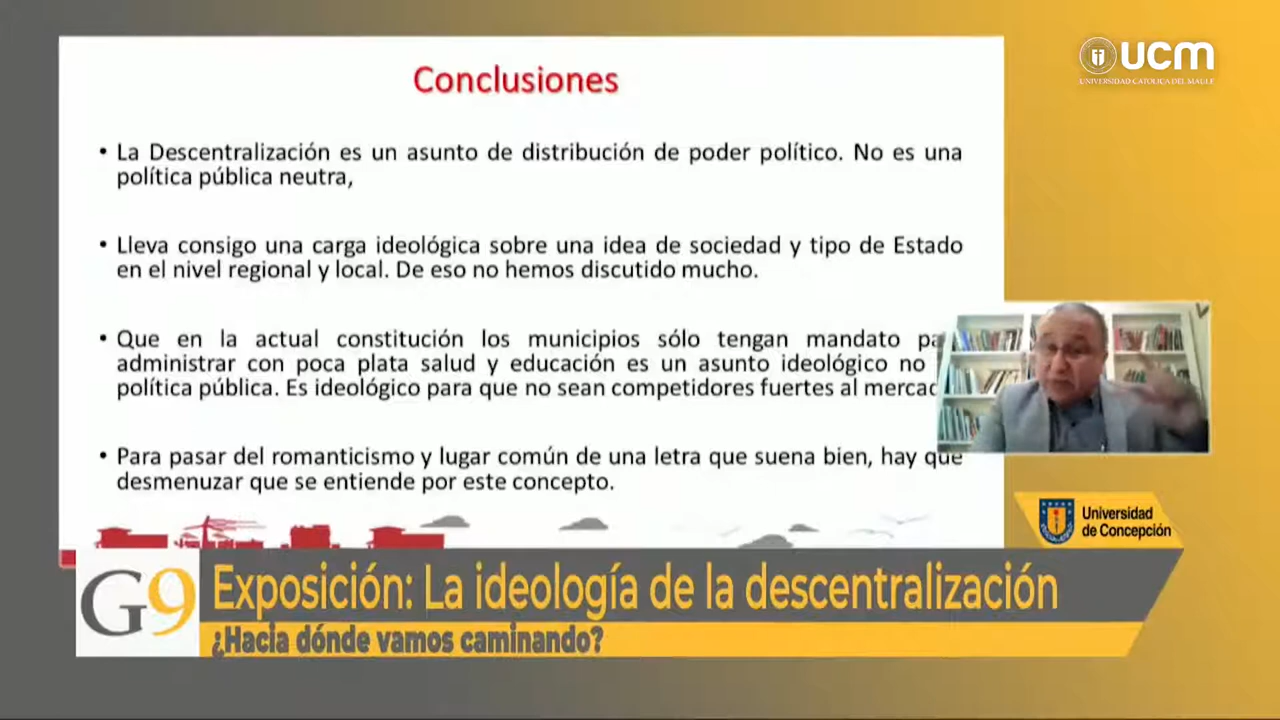 Conclusiones
• La Descentralización es un asunto de distribución de poder político. No es una
política pública neutra,
• Lleva consigo una carga ideológica sobre una idea de sociedad y tipo de Estado
en el nivel regional y local. De eso no hemos discutido mucho.
• Que en la actual constitución los municipios sólo tengan mandato
administrar con poca plata salud y educación es un asunto ideológico no
política pública. Es ideológico para que no sean competidores fuertes al
• Para pasar del romanticismo y lugar común de una letra que suena bien, hay que
desmenuzar que se entiende por este concepto.
ucm
UNIVERSIDAD CATOLICA DEL MAULE
Universidad
de Concepción
G9
Exposición: La ideología de la descentralización
¿Hacia dónde vamos caminando?